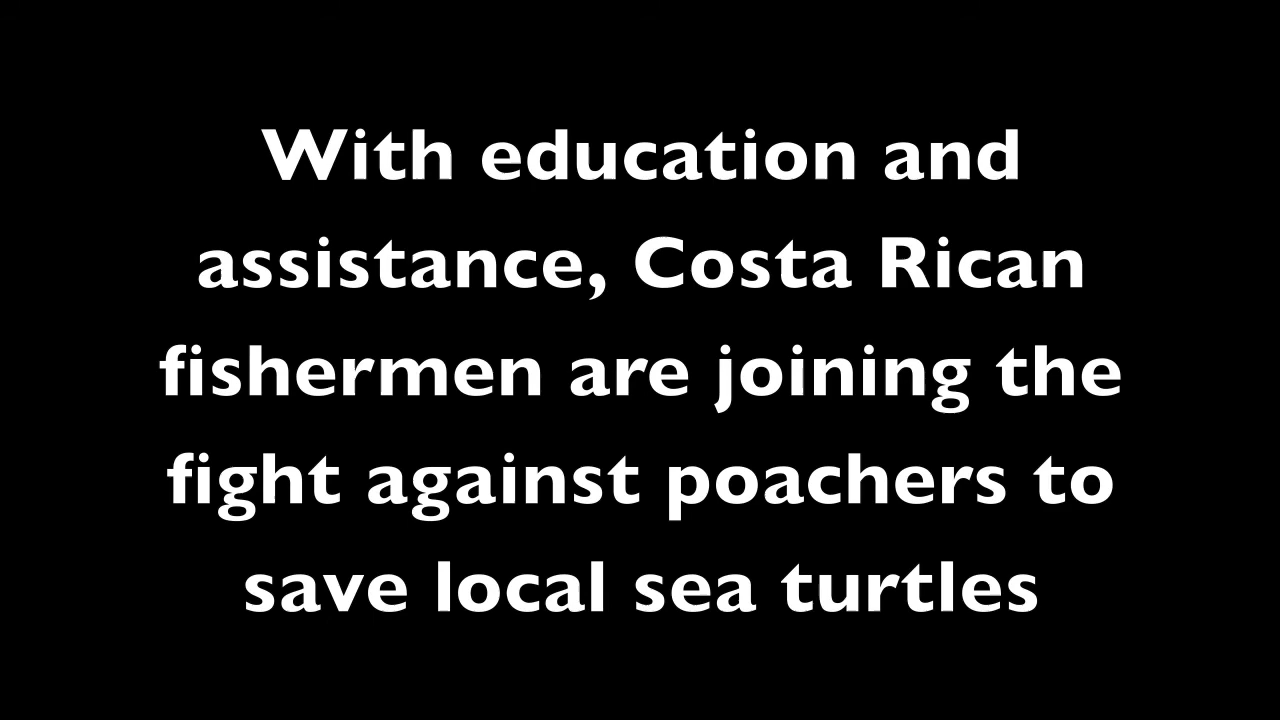 With education and
assistance, Costa Rican
fishermen are joining the
fight against poachers to
save local sea turtles